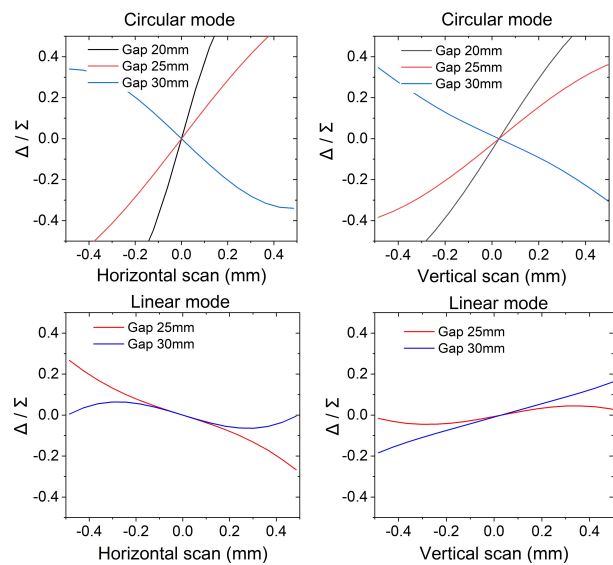 Circular mode
Gap 20mm
Gap 25mm
Gap 30mm
0.4
0.2
0.0
-0.2
-0.4
Δ / Σ
-0.4 -0.2 0.0 0.2 0.4
Horizontal scan (mm)
Circular mode
Gap 20mm
Gap 25mm
Gap 30mm
0.4
0.2
0.0
-0.2
-0.4
Δ / Σ
-0.4 -0.2 0.0 0.2 0.4
Vertical scan (mm)
Linear mode
Gap 25mm
Gap 30mm
0.4
0.2
0.0
-0.2
-0.4
Δ / Σ
-0.4 -0.2 0.0 0.2 0.4
Horizontal scan (mm)
Linear mode
Gap 25mm
Gap 30mm
0.4
0.2
0.0
-0.2
-0.4
Δ / Σ
-0.4 -0.2 0.0 0.2 0.4
Vertical scan (mm)